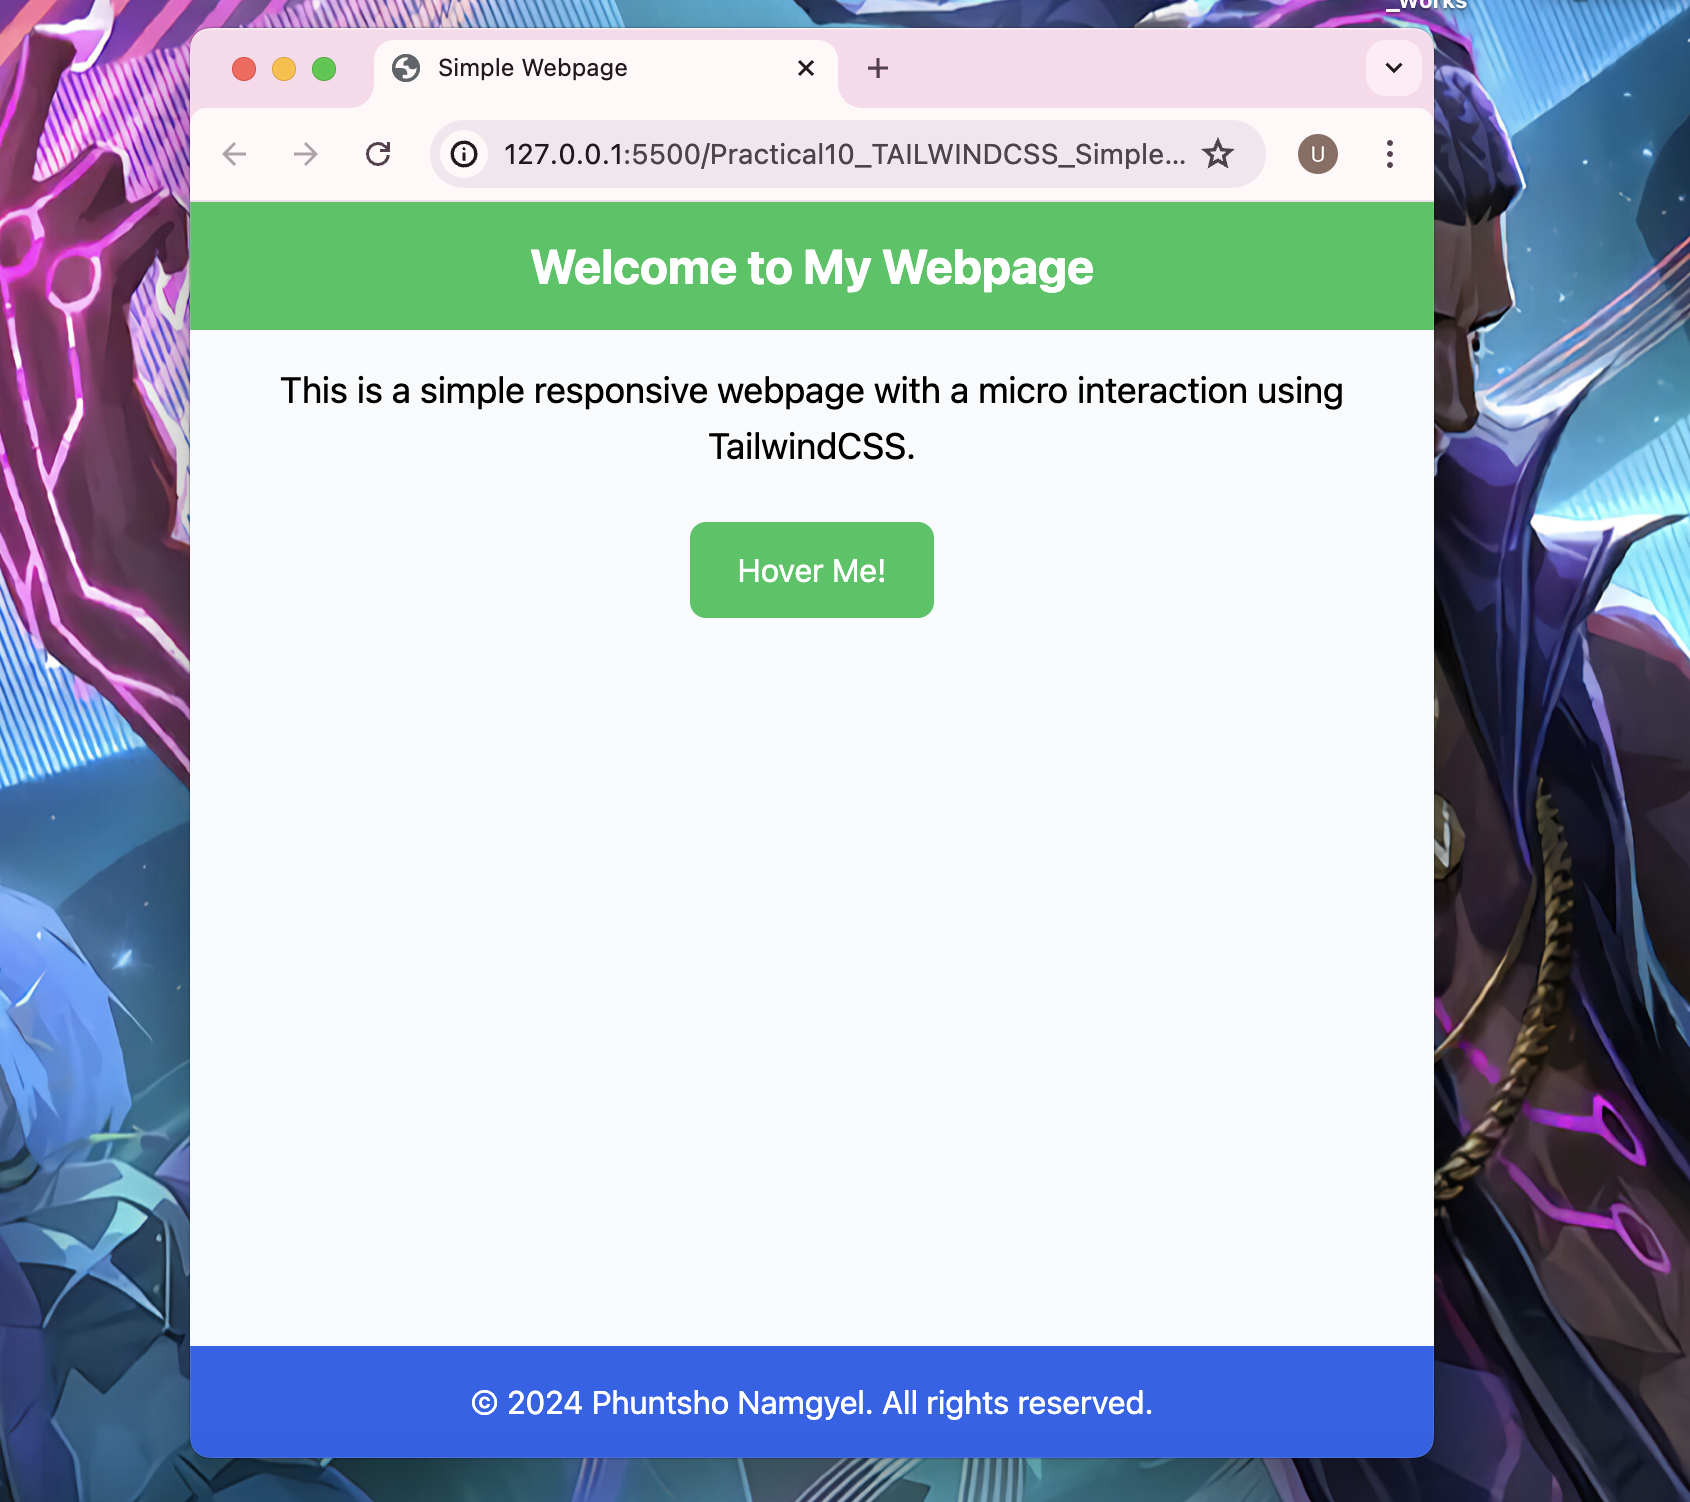 _Works
Simple Webpage
127.0.0.1:5500/Practical10_TAILWINDCSS_Simple...
U
Welcome to My Webpage
This is a simple responsive webpage with a micro interaction using
TailwindCSS.
Hover Me!
© 2024 Phuntsho Namgyel. All rights reserved.